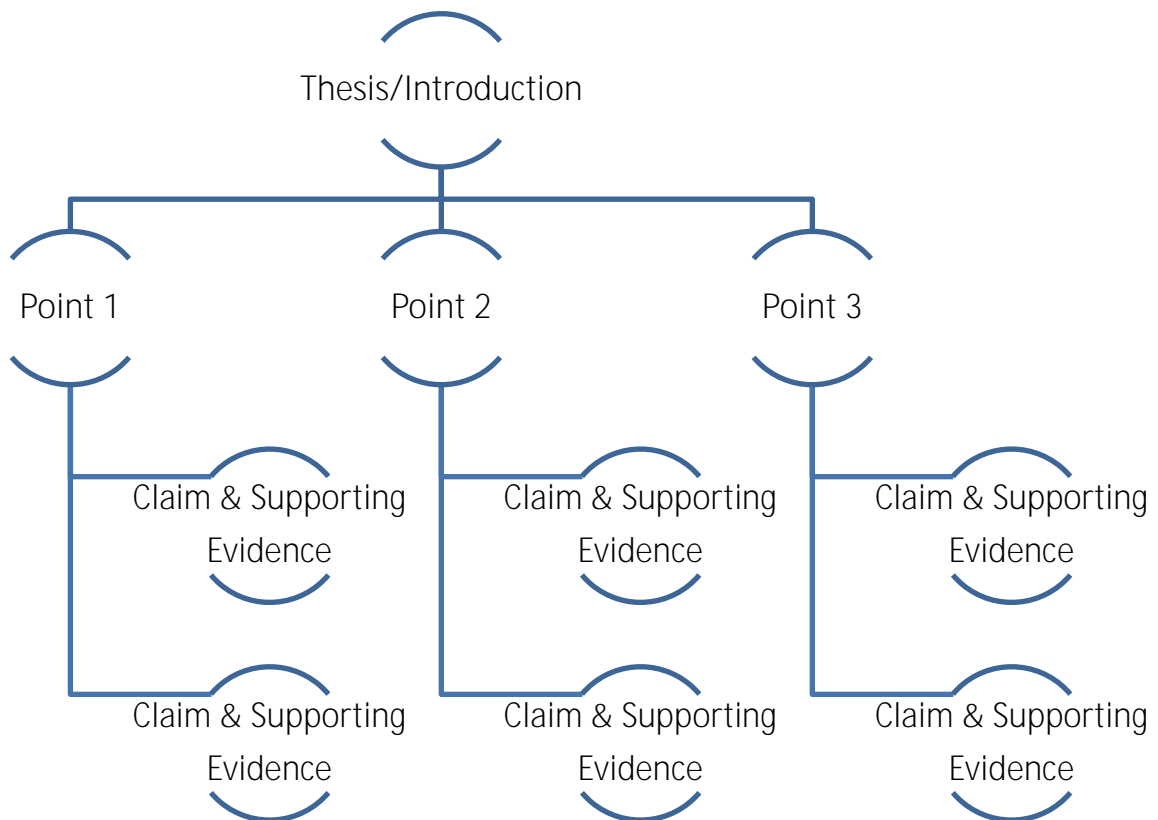 Thesis/Introduction
Point 1
Point 2
Point 3
Claim & Supporting
Evidence
Claim & Supporting
Evidence
Claim & Supporting
Evidence
Claim & Supporting
Evidence
Claim & Supporting
Evidence
Claim & Supporting
Evidence